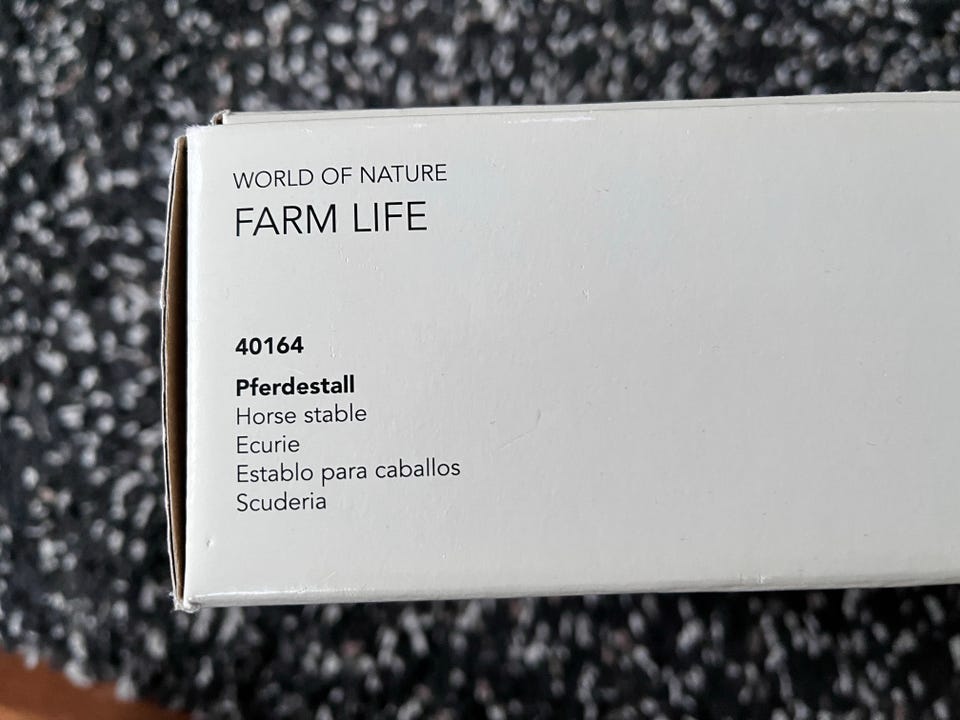 WORLD OF NATURE
FARM LIFE
40164
Pferdestall
Horse stable
Ecurie
Establo para caballos
Scuderia